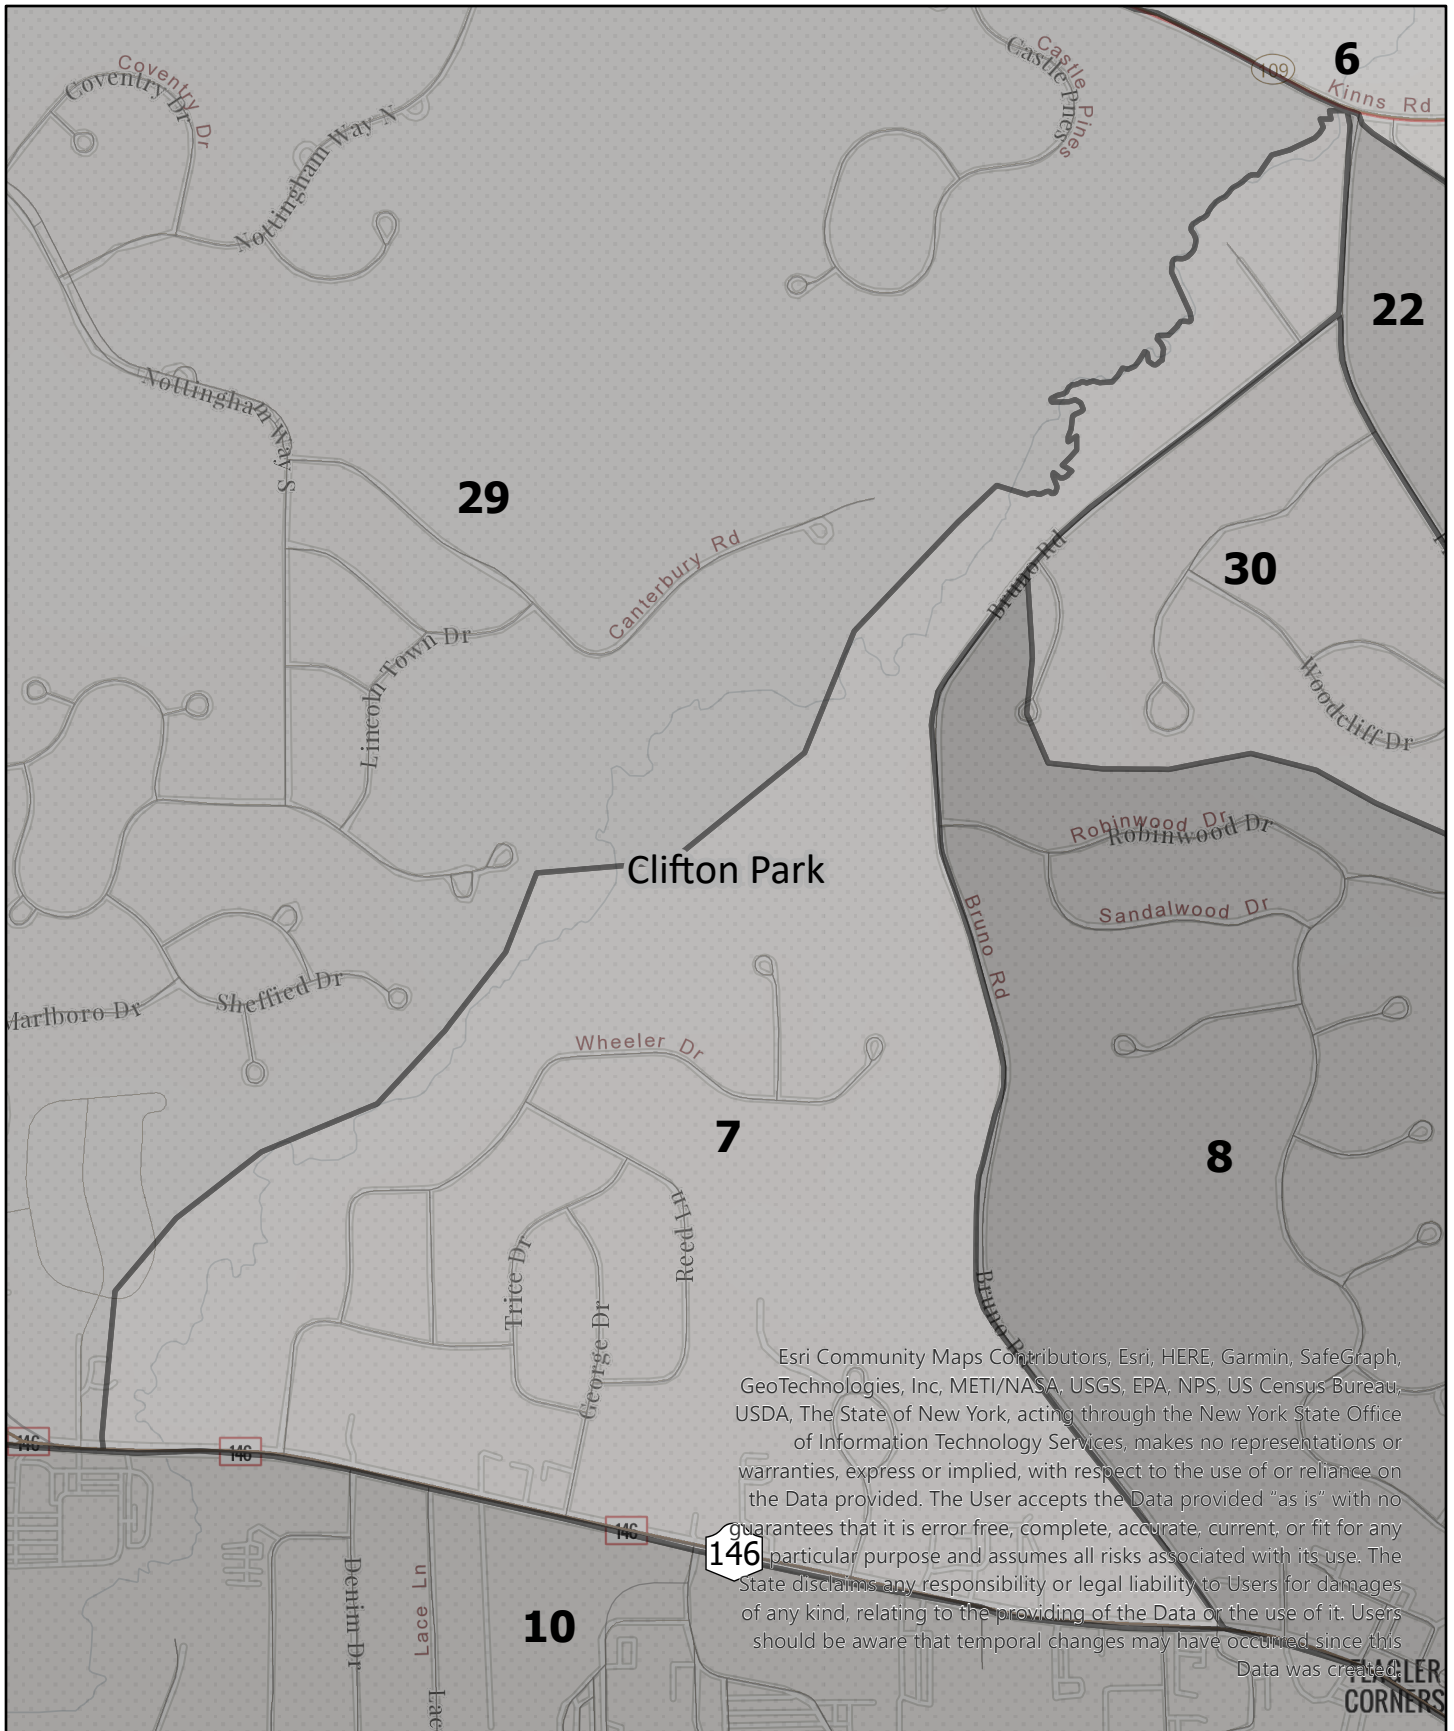 6
109
Kinns Rd
Coventry Dr
Coventry Dr
Castle Pines
Castle Pines
Nottingham Way N
22
Nottingham Way S
29
Canterbury Rd
Bruno Rd
30
Lincoln Town Dr
Woodcliff Dr
Robinwood Dr
Robinwood Dr
Clifton Park
Sandalwood Dr
Bruno Rd
Sheffied Dr
Marlboro Dr
Wheeler Dr
7
8
Reed Ln
Trice Dr
George Dr
Bruno R
Esri Community Maps Contributors, Esri, HERE, Garmin, SafeGraph,
GeoTechnologies, Inc, METI/NASA, USGS, EPA, NPS, US Census Bureau,
USDA, The State of New York, acting through the New York State Office
of Information Technology Services, makes no representations or
warranties, express or implied, with respect to the use of or reliance on
the Data provided. The User accepts the Data provided “as is” with no
guarantees that it is error free, complete, accurate, current, or fit for any
particular purpose and assumes all risks associated with its use. The
State disclaims any responsibility or legal liability to Users for damages
of any kind, relating to the providing of the Data or the use of it. Users
should be aware that temporal changes may have occurred since this
Data was created.
146
146
146
146
Denim Dr
Lace Ln
Lac
10
FLAGLER
CORNERS